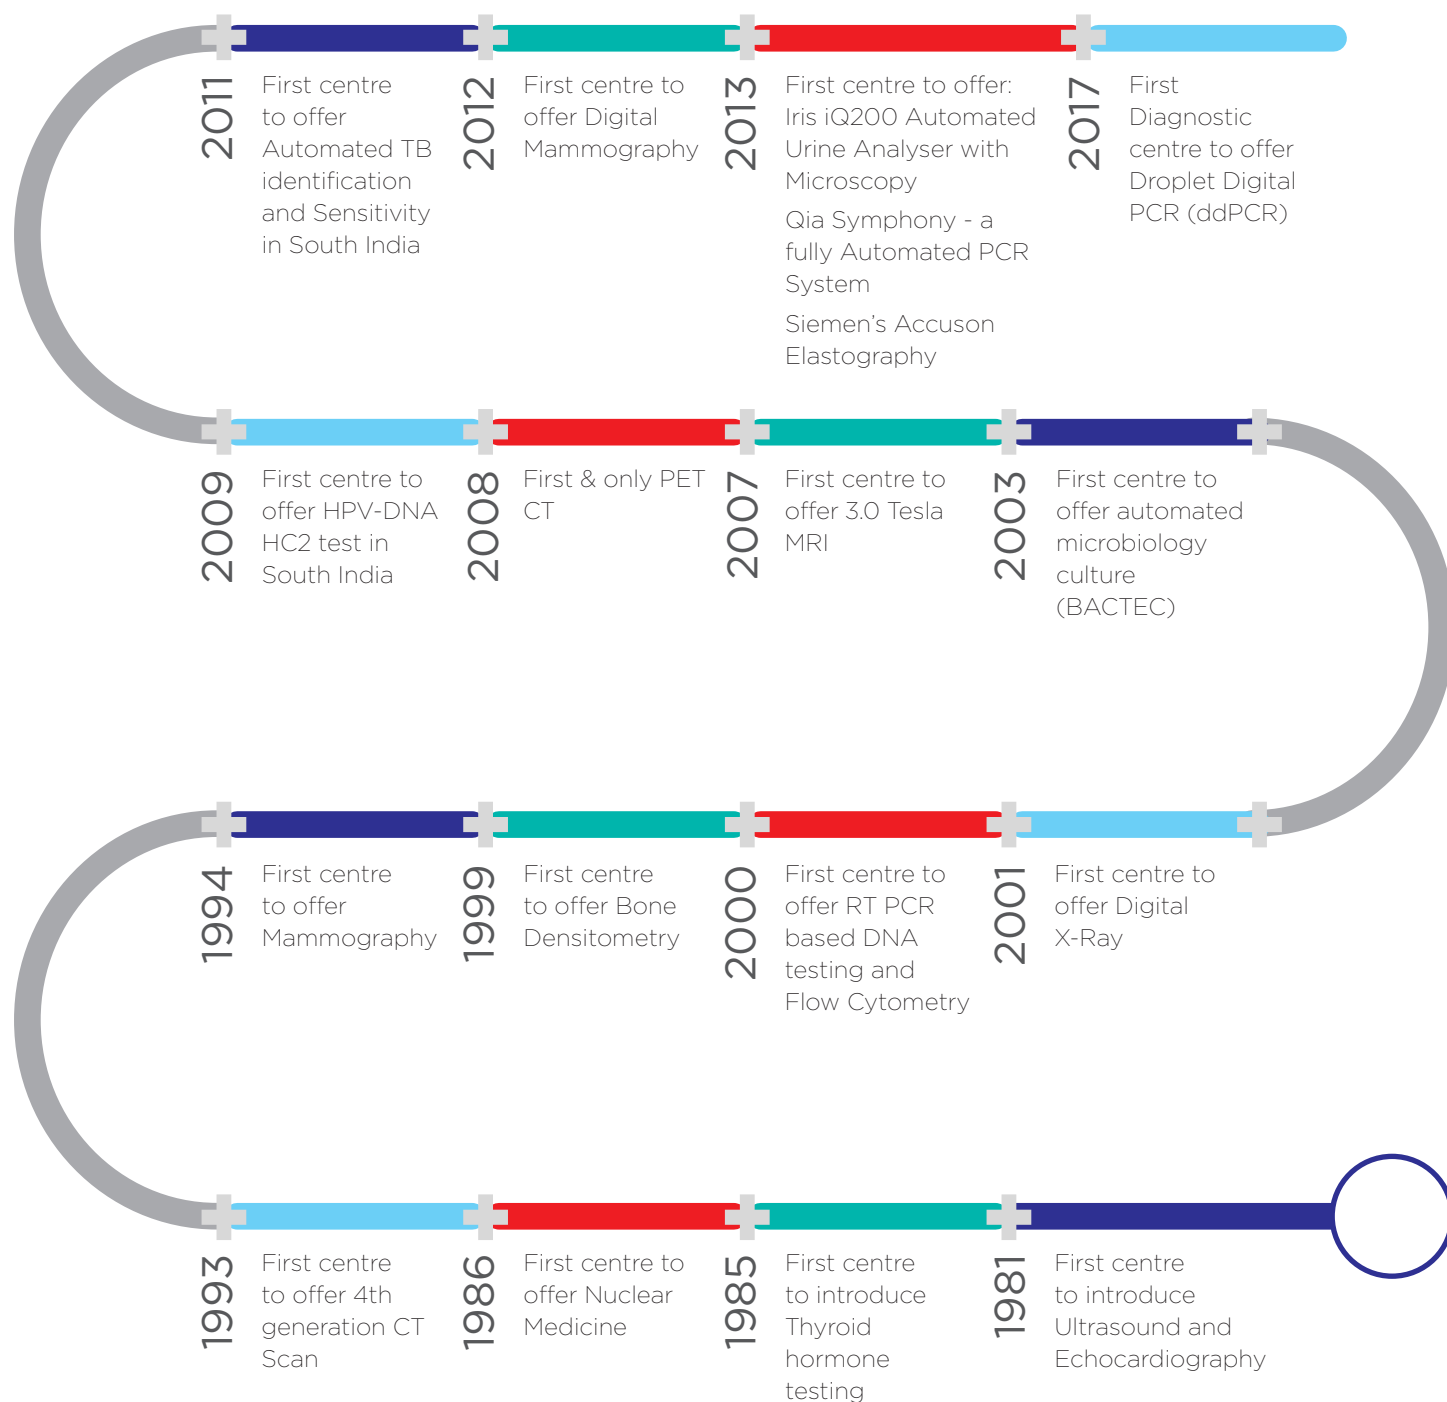 2011
First centre
to offer
Automated TB
identification
and Sensitivity
in South India
2012
First centre to
offer Digital
Mammography
2013
First centre to offer:
Iris iQ200 Automated
Urine Analyser with
Microscopy
Qia Symphony - a
fully Automated PCR
System
Siemen’s Accuson
Elastography
2017
First
Diagnostic
centre to offer
Droplet Digital
PCR (ddPCR)
2009
First centre to
offer HPV-DNA
HC2 test in
South India
2008
First & only PET
CT
2007
First centre to
offer 3.0 Tesla
MRI
2003
First centre to
offer automated
microbiology
culture
(BACTEC)
1994
First centre
to offer
Mammography
1999
First centre
to offer Bone
Densitometry
2000
First centre to
offer RT PCR
based DNA
testing and
Flow Cytometry
2001
First centre to
offer Digital
X-Ray
1993
First centre
to offer 4th
generation CT
Scan
1986
First centre to
offer Nuclear
Medicine
1985
First centre
to introduce
Thyroid
hormone
testing
1981
First centre
to introduce
Ultrasound and
Echocardiography